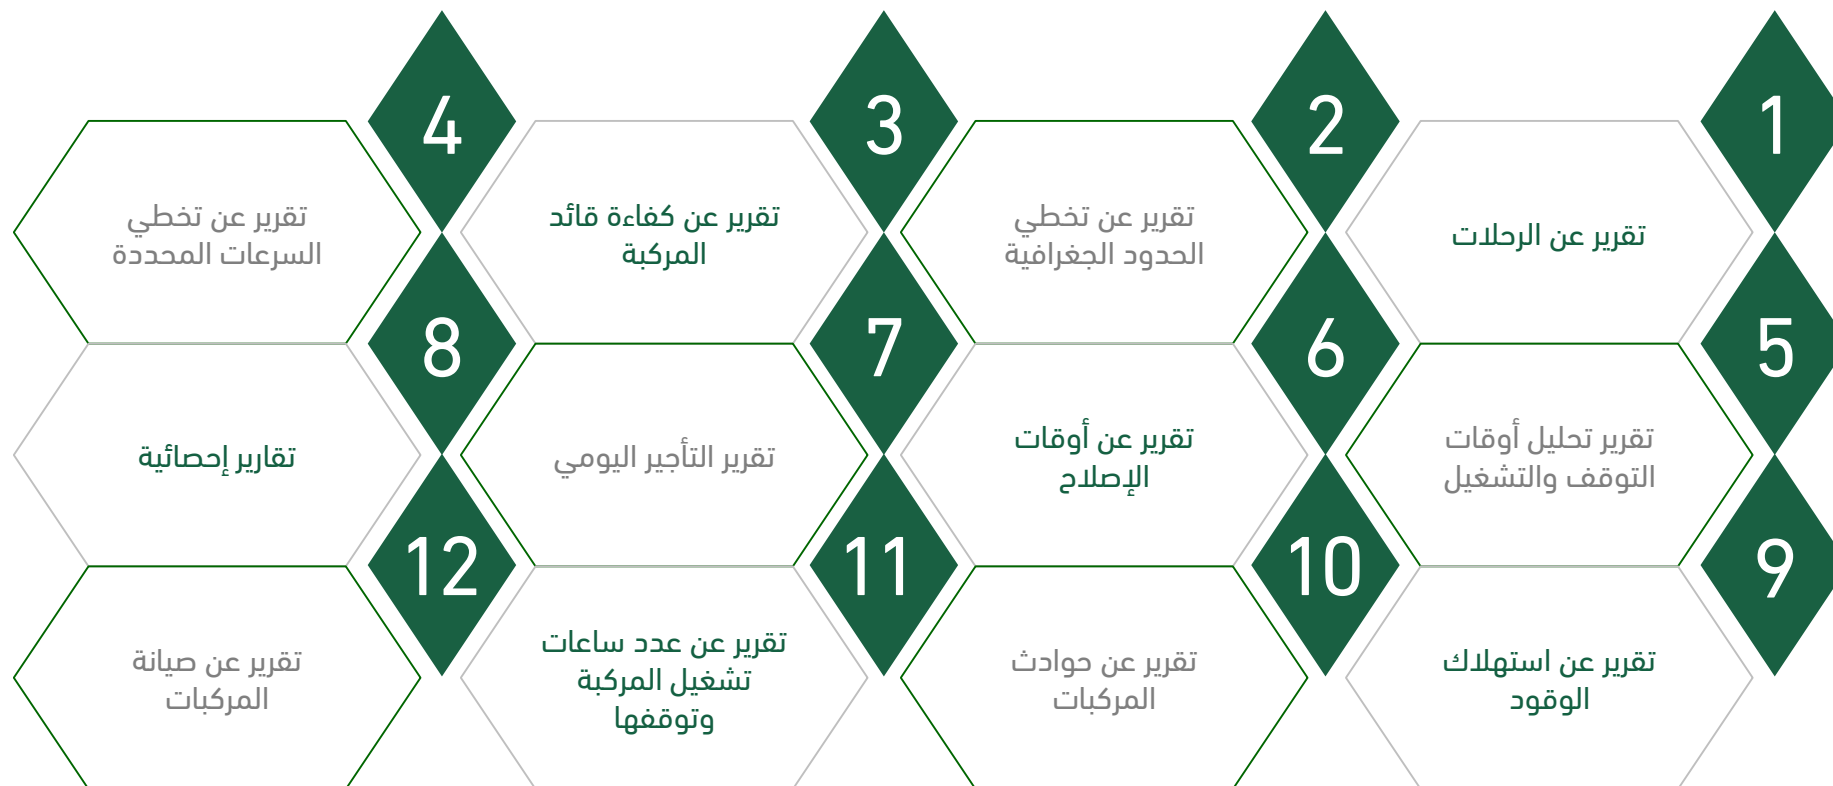 1
تقرير عن الرحلات
2
تقرير عن تخطي
الحدود الجغرافية
3
تقرير عن كفاءة قائد
المركبة
4
تقرير عن تخطي
السرعات المحددة
5
تقرير تحليل أوقات
التوقف والتشغيل
6
تقرير عن أوقات
الإصلاح
7
تقرير التأجير اليومي
8
تقارير إحصائية
9
تقرير عن استهلاك
الوقود
10
تقرير عن حوادث
المركبات
11
تقرير عن عدد ساعات
تشغيل المركبة
وتوقفها
12
تقرير عن صيانة
المركبات